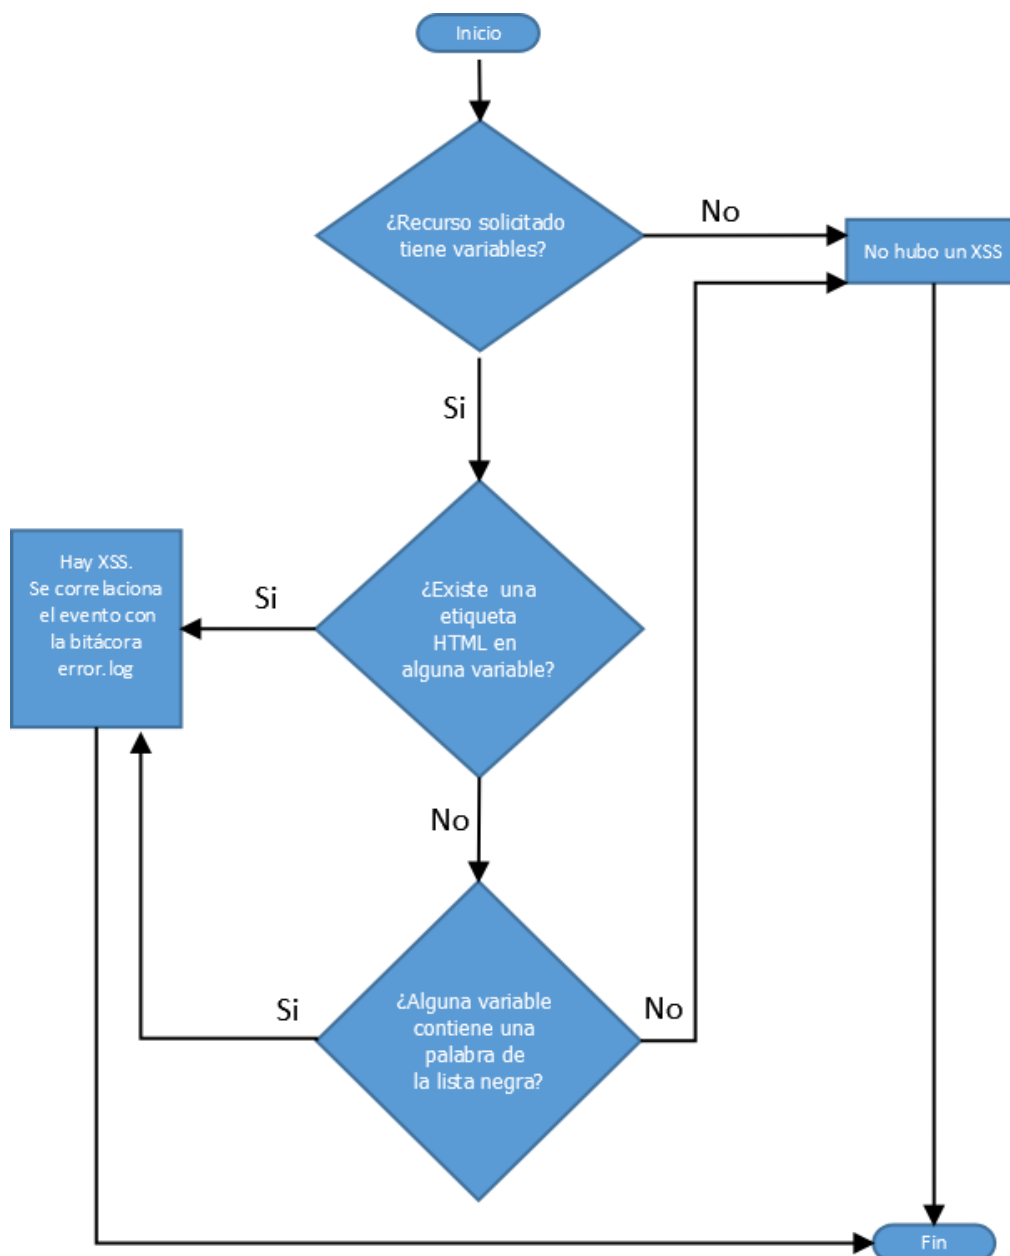 Inicio
¿Recurso solicitado
tiene variables?
No
No hubo un XSS
Si
Hay XSS.
Se correlaciona
el evento con
la bitácora
error.log
Si
¿Existe una
etiqueta
HTML en
alguna variable?
No
Si
¿Alguna variable
contiene una
palabra de
la lista negra?
No
Fin